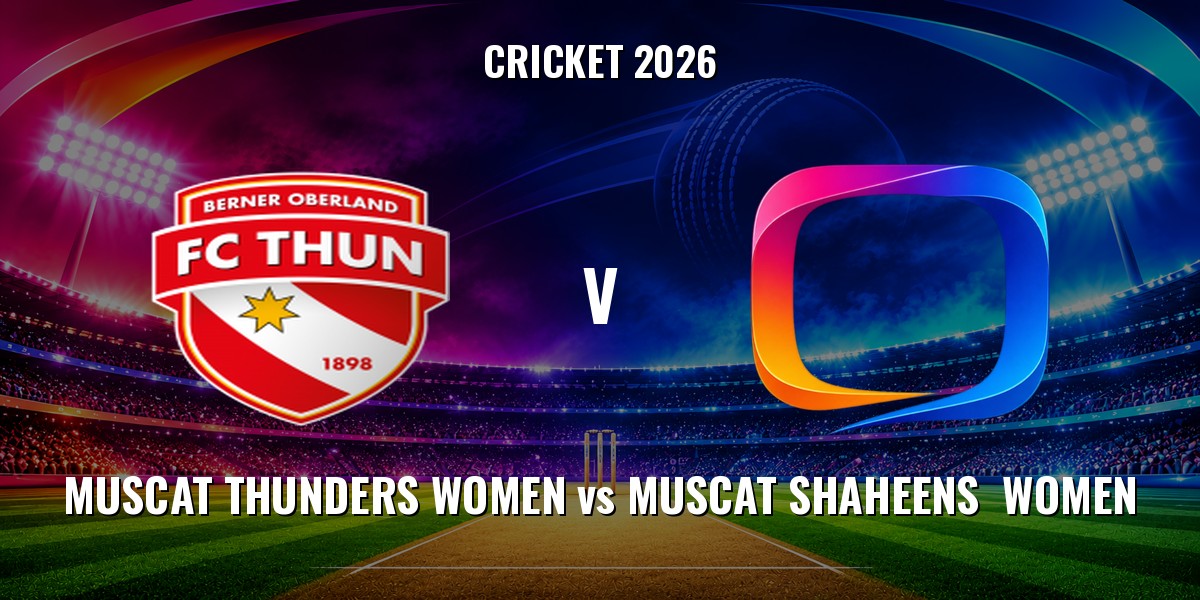 CRICKET 2026
BERNER OBERLAND
FC THUN
1898
V
MUSCAT THUNDERS WOMEN vs MUSCAT SHAHEENS  WOMEN